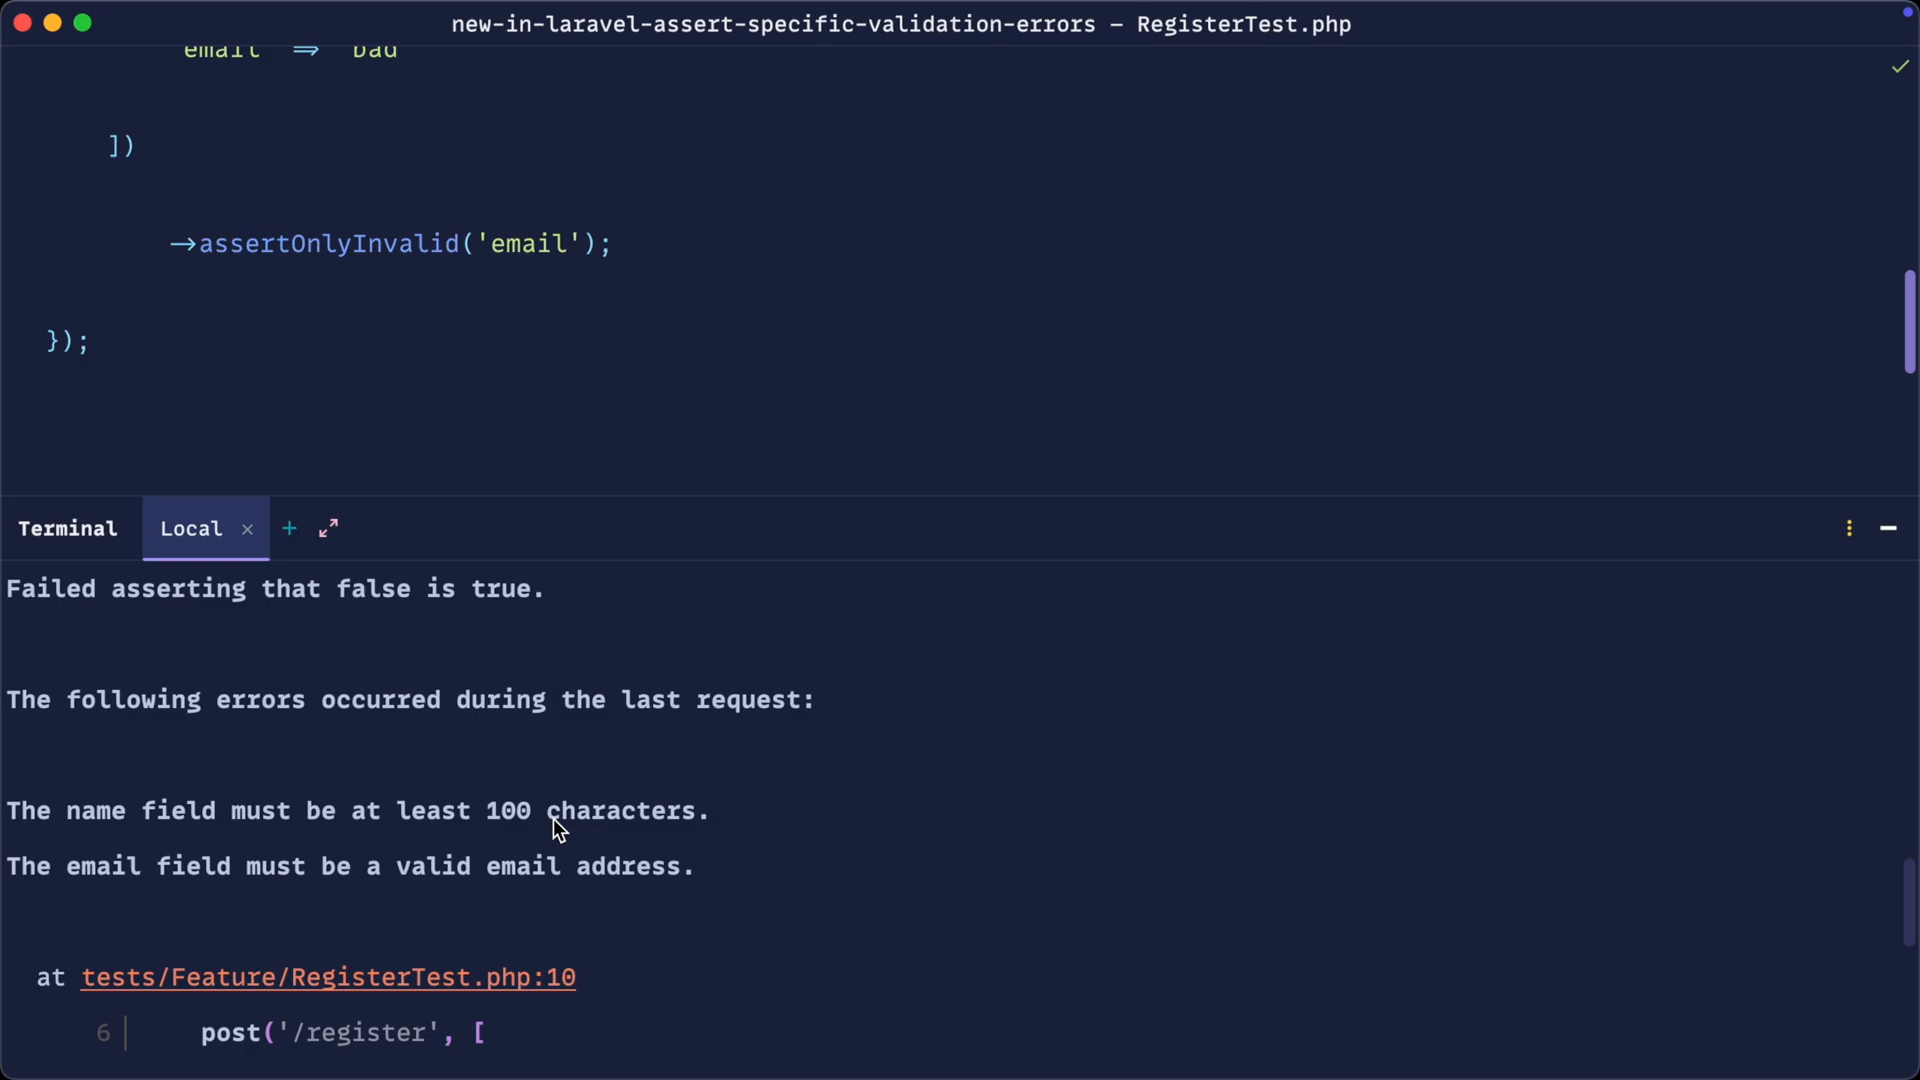 new-in-laravel-assert-specific-validation-errors – RegisterTest.php
email => bad
])
->assertOnlyInvalid('email');
});
Terminal Local × +
Failed asserting that false is true.
The following errors occurred during the last request:
The name field must be at least 100 characters.
The email field must be a valid email address.
at tests/Feature/RegisterTest.php:10
6 post('/register', [